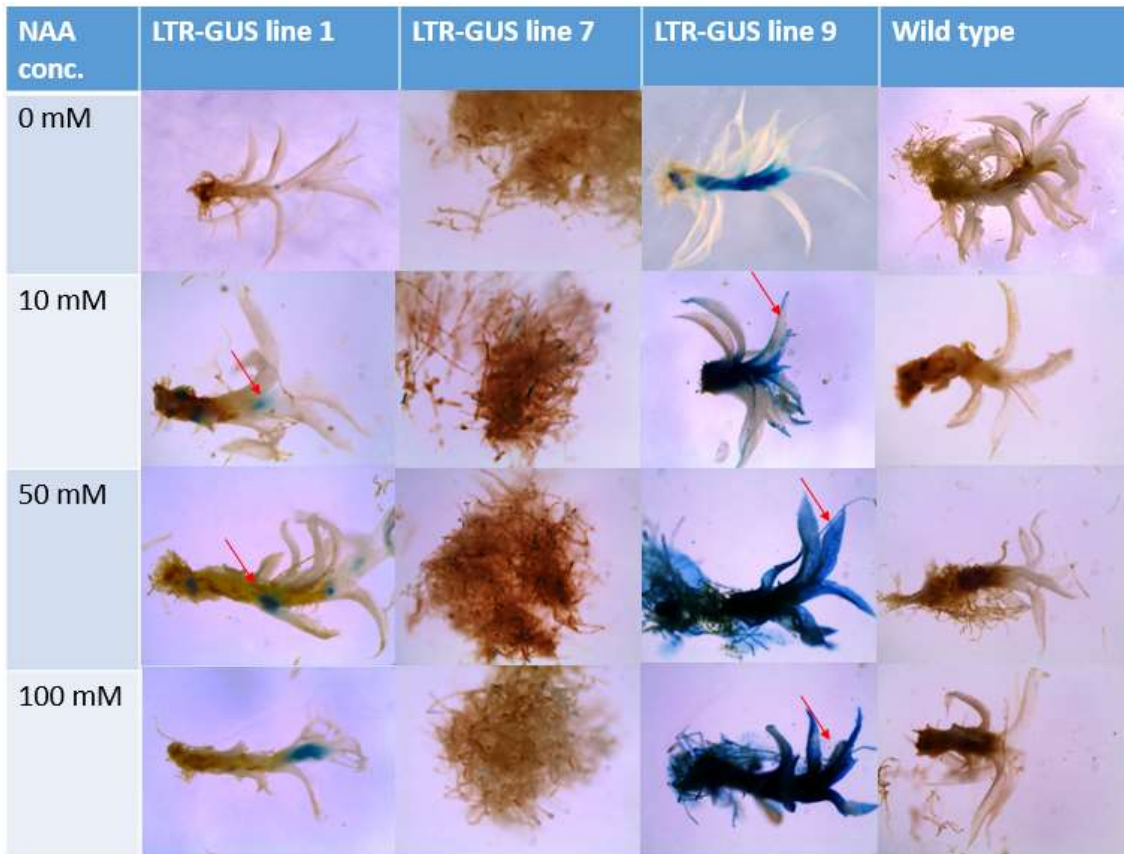 NAA conc.
LTR-GUS line 1
LTR-GUS line 7
LTR-GUS line 9
Wild type
0 mM
10 mM
50 mM
100 mM